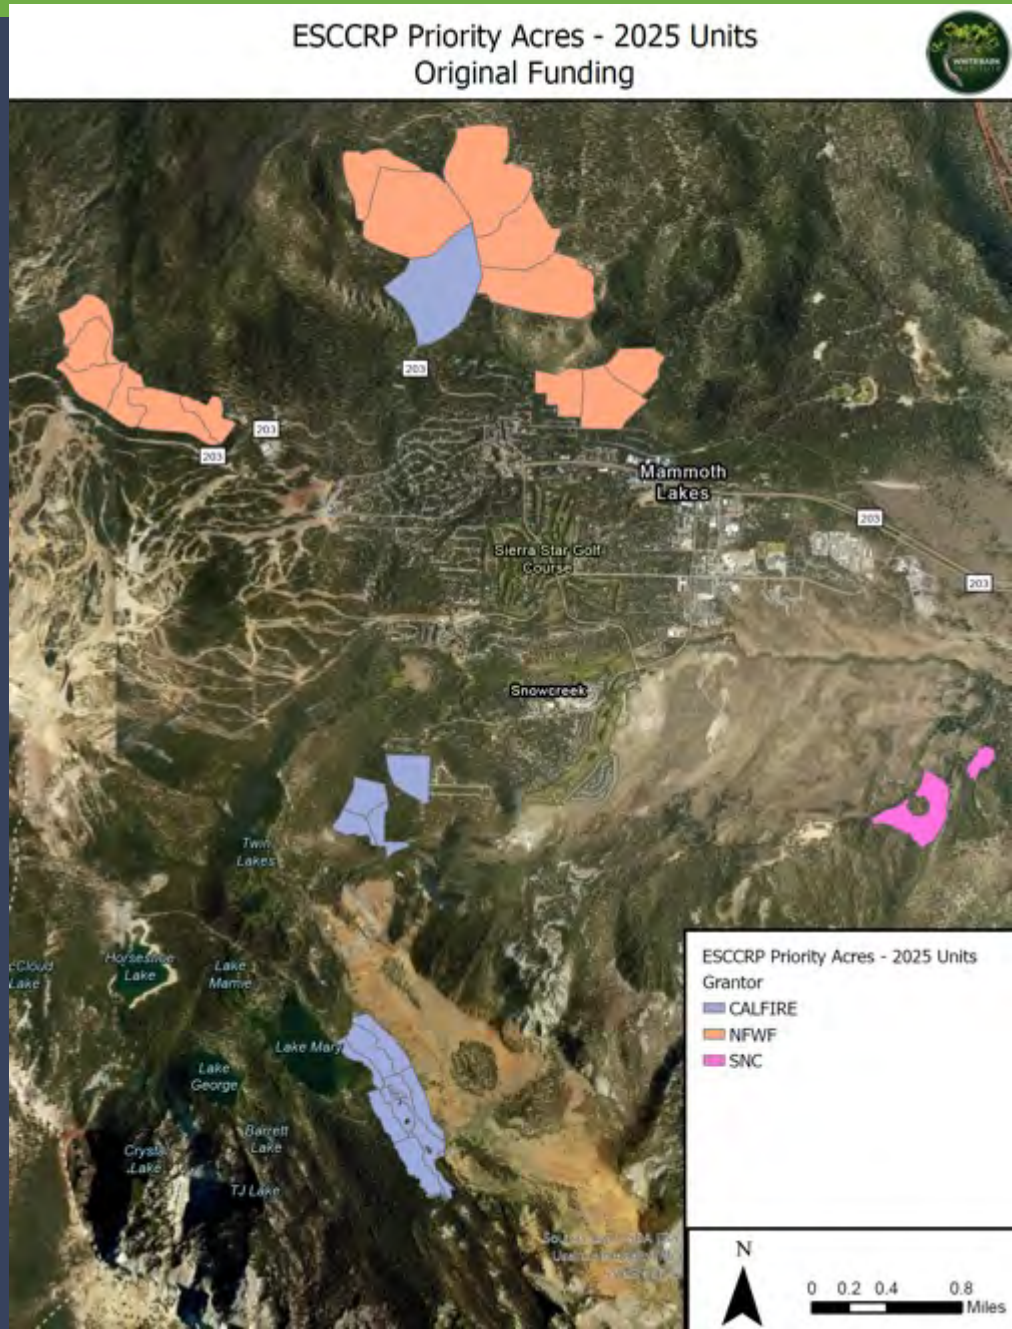 ESCCRP Priority Acres - 2025 Units
Original Funding
WHITEBARK
203
203
203
Mammoth
Lakes
203
Sierra Star Golf
Course
203
Snowcreek
Twin
Lakes
Horseshoe
Lake
Lake
Mamie
Lake
Lake Mary
Lake
George
Barrett
Lake
Crystal
Lake
TJ Lake
ESCCRP Priority Acres - 2025 Units
Grantor
CALFIRE
NFWF
SNC
N
0 0.2 0.4 0.8
Miles